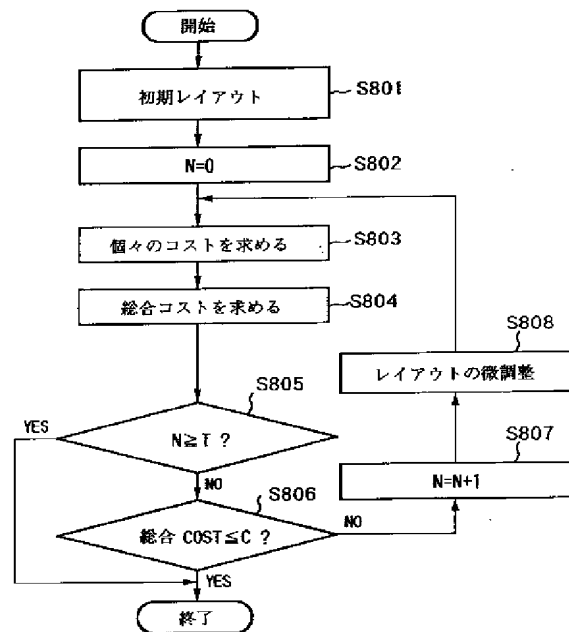 開始
初期レイアウト
S801
N=0
S802
個々のコストを求める
S803
総合コストを求める
S804
S808
レイアウトの微調整
S805
YES
N≧T ?
S807
N=N+1
NO
S806
総合 COST≦C ?
NO
YES
終了